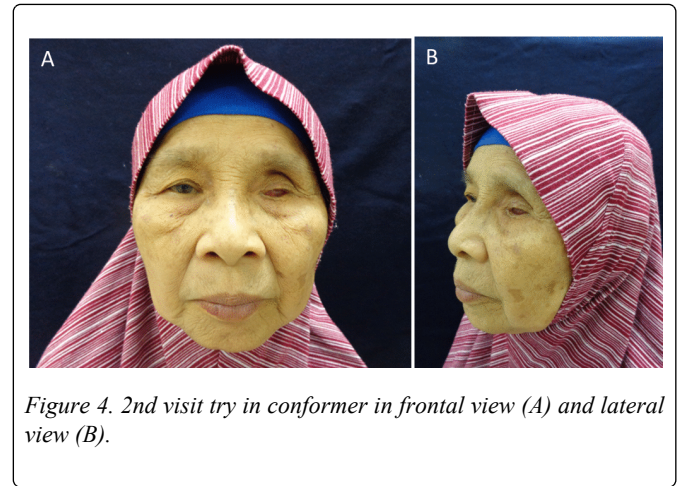 A
B
Figure 4. 2nd visit try in conformer in frontal view (A) and lateral
view (B).